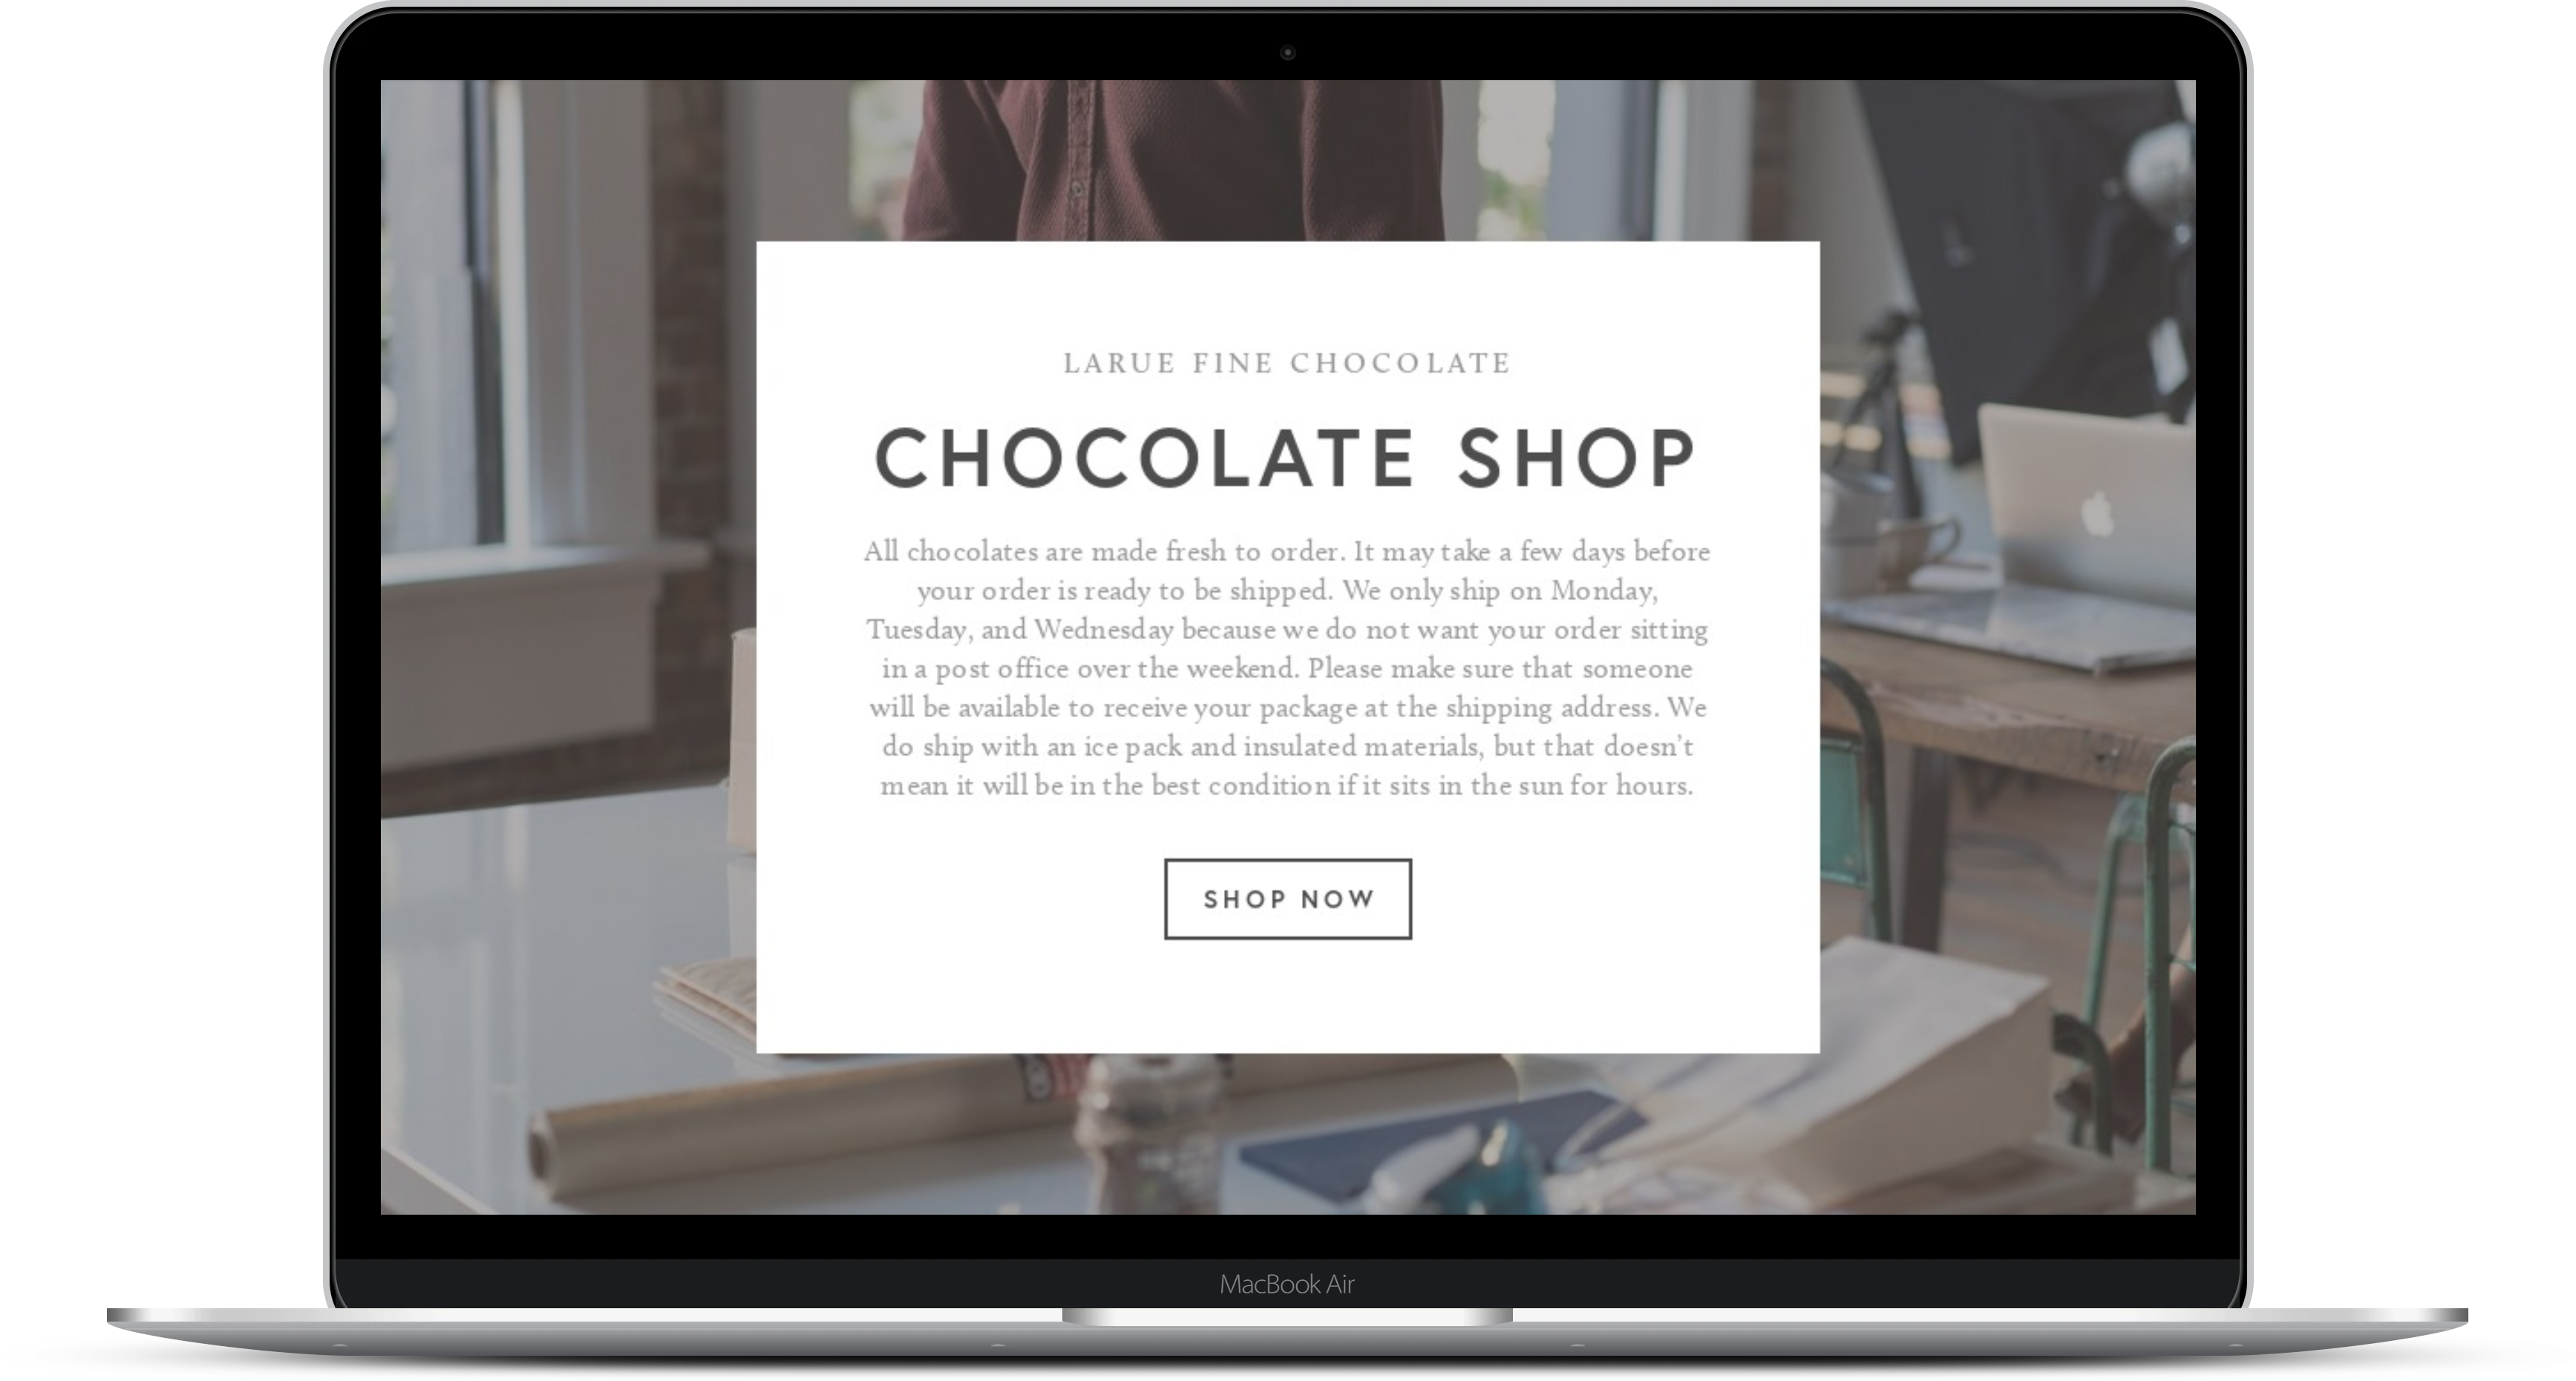 LARUE FINE CHOCOLATE
CHOCOLATE SHOP
All chocolates are made fresh to order. It may take a few days before
your order is ready to be shipped. We only ship on Monday,
Tuesday, and Wednesday because we do not want your order sitting
in a post office over the weekend. Please make sure that someone
will be available to receive your package at the shipping address. We
do ship with an ice pack and insulated materials, but that doesn't
mean it will be in the best condition if it sits in the sun for hours.
SHOP NOW
MacBook Air